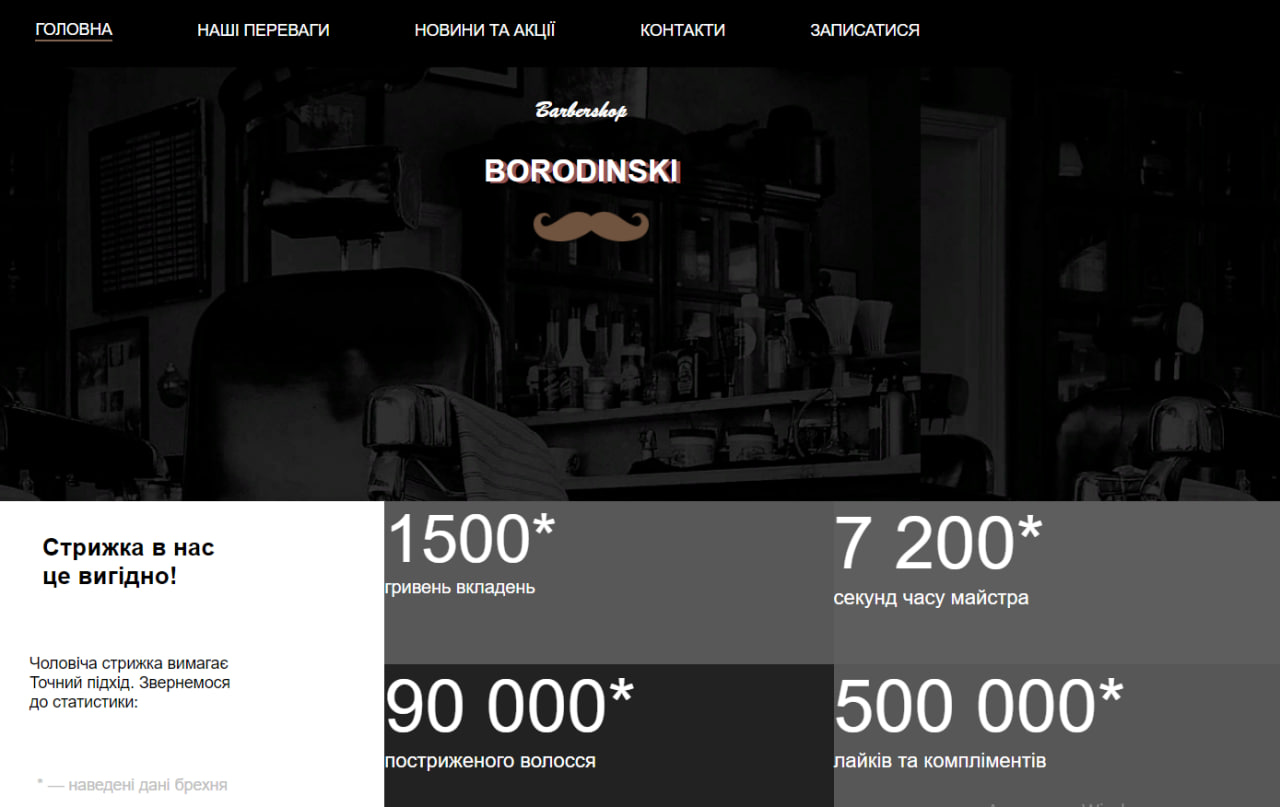 ГОЛОВНА НАШІ ПЕРЕВАГИ НОВИНИ ТА АКЦІЇ КОНТАКТИ ЗАПИСАТИСЯ
Barbershop
BORODINSKI
Стрижка в нас
це вигідно!
Чоловіча стрижка вимагає
Точний підхід. Звернемося
до статистики:
* — наведені дані брехня
1500*
гривень вкладень
7 200*
секунд часу майстра
90 000*
постриженого волосся
500 000*
лайків та компліментів